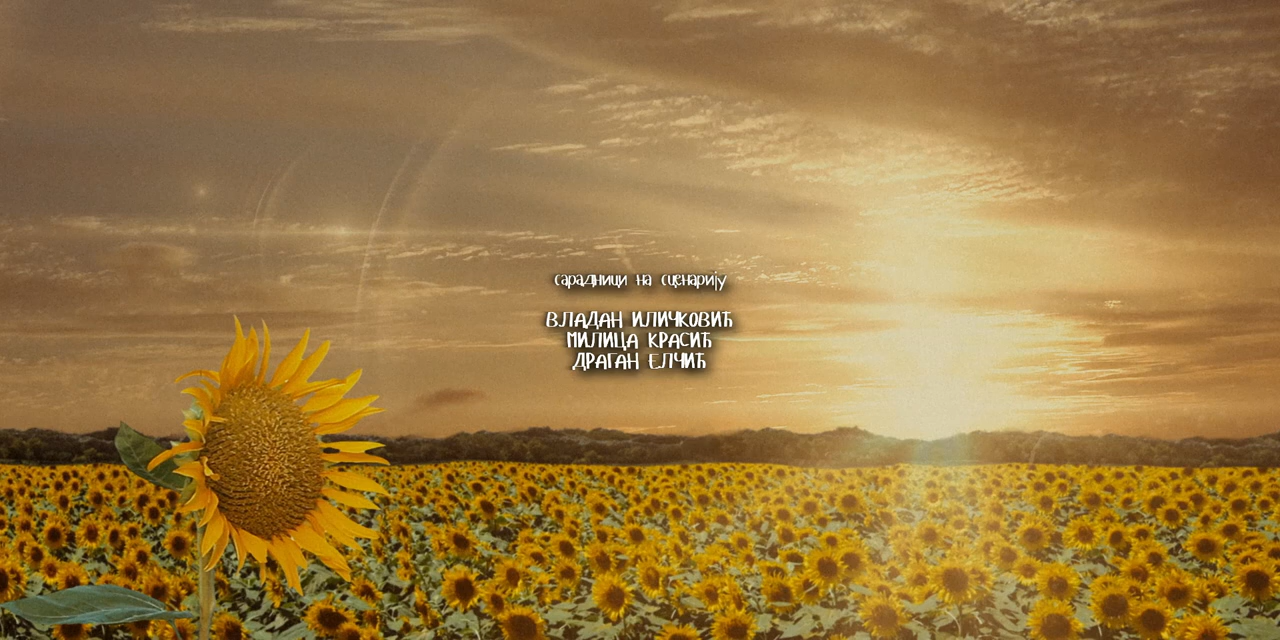 сарадници на сценарију
ВЛАДАН ИЛИЧКОВИЋ
МИЛИЦА КРАСИЋ
ДРАГАН ЕЛЧИЋ